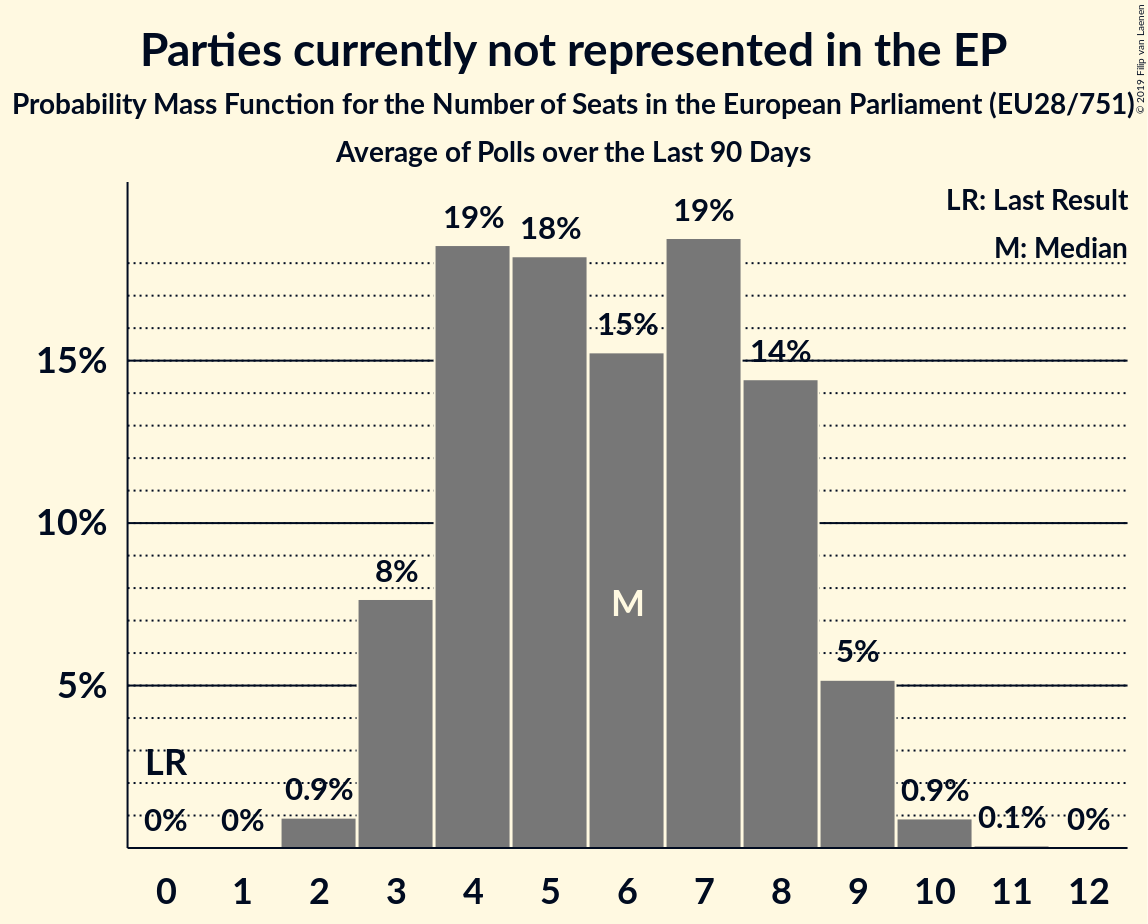 Parties currently not represented in the EP
Probability Mass Function for the Number of Seats in the European Parliament (EU28/751)
Average of Polls over the Last 90 Days
© 2019 Filip van Laenen
LR: Last Result
M: Median
19%
18%
15%
19%
14%
8%
5%
0.9%
0.9%
0.1%
0%
0%
0%
LR
M
15%
10%
5%
0 1 2 3 4 5 6 7 8 9 10 11 12